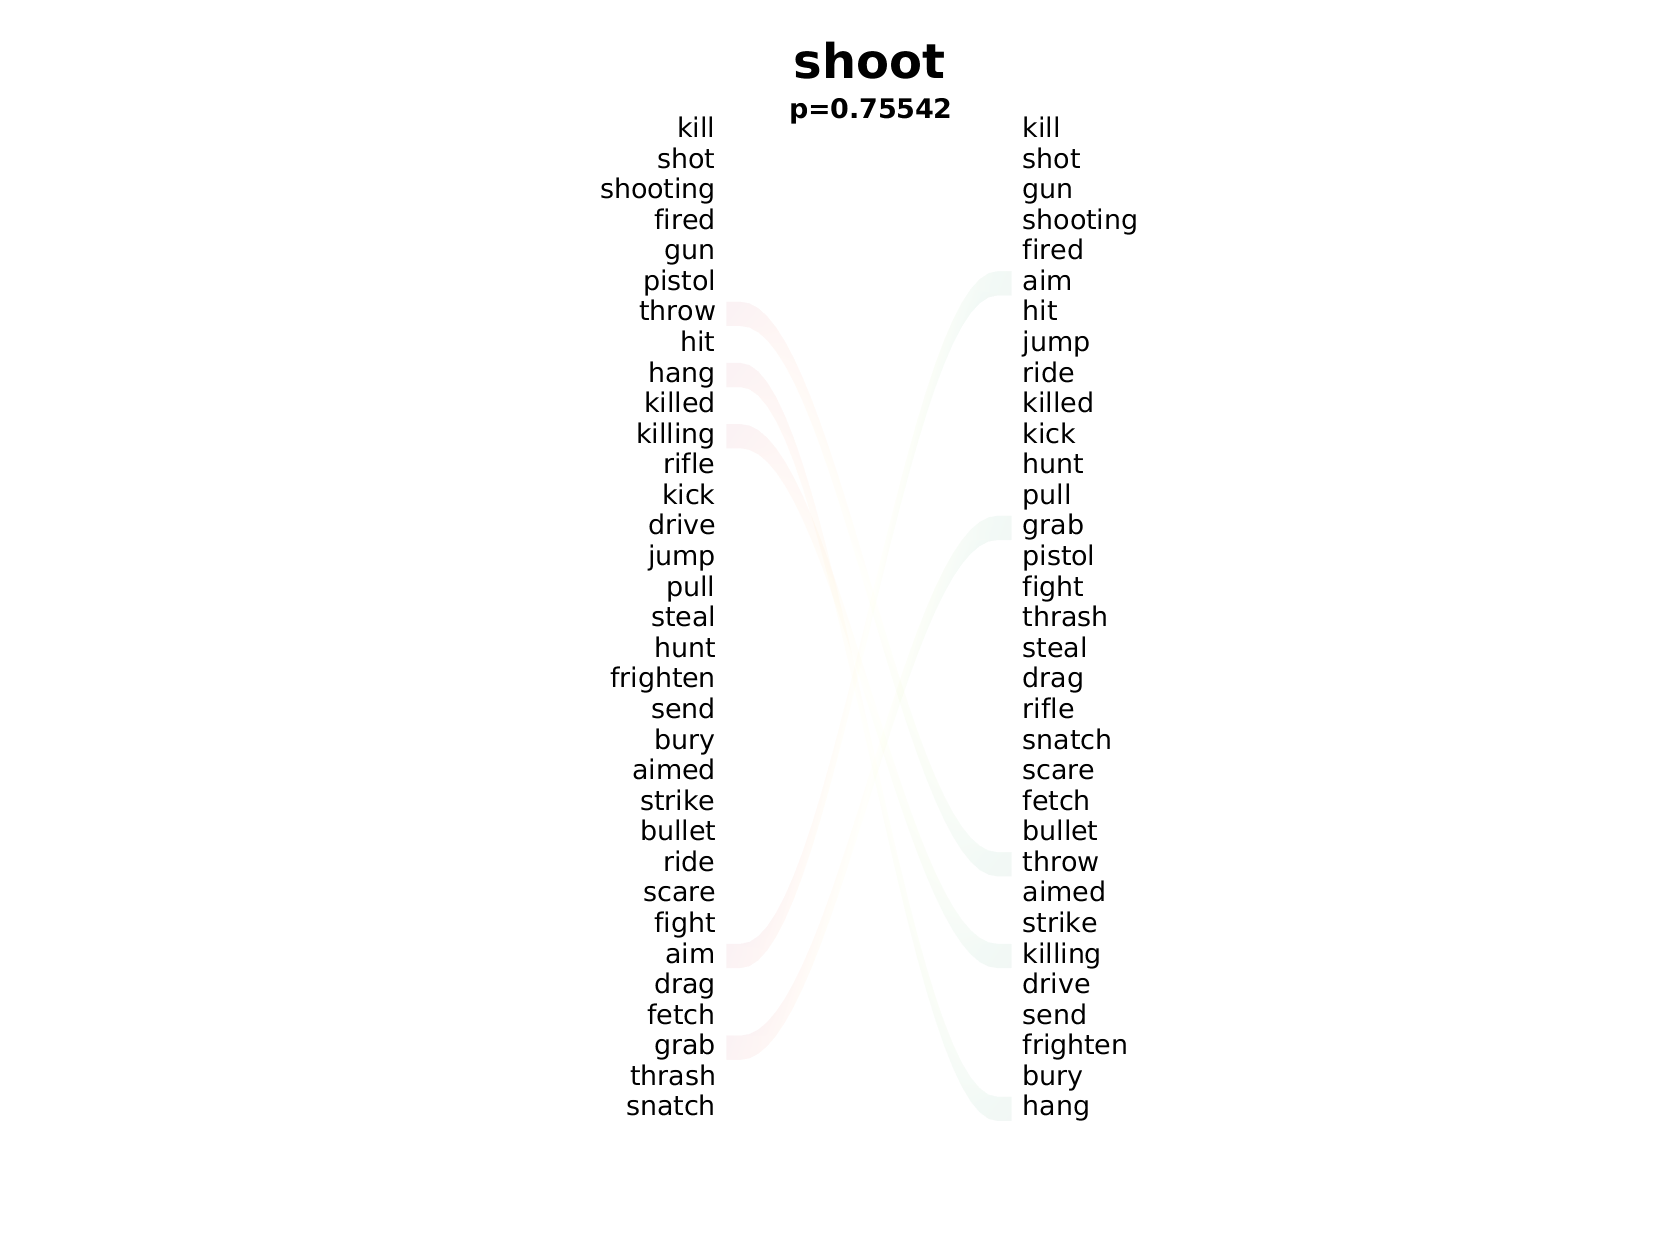 shoot
p=0.75542
kill
shot
shooting
fired
gun
pistol
throw
hit
hang
killed
killing
rifle
kick
drive
jump
pull
steal
hunt
frighten
send
bury
aimed
strike
bullet
ride
scare
fight
aim
drag
fetch
grab
thrash
snatch
kill
shot
gun
shooting
fired
aim
hit
jump
ride
killed
kick
hunt
pull
grab
pistol
fight
thrash
steal
drag
rifle
snatch
scare
fetch
bullet
throw
aimed
strike
killing
drive
send
frighten
bury
hang